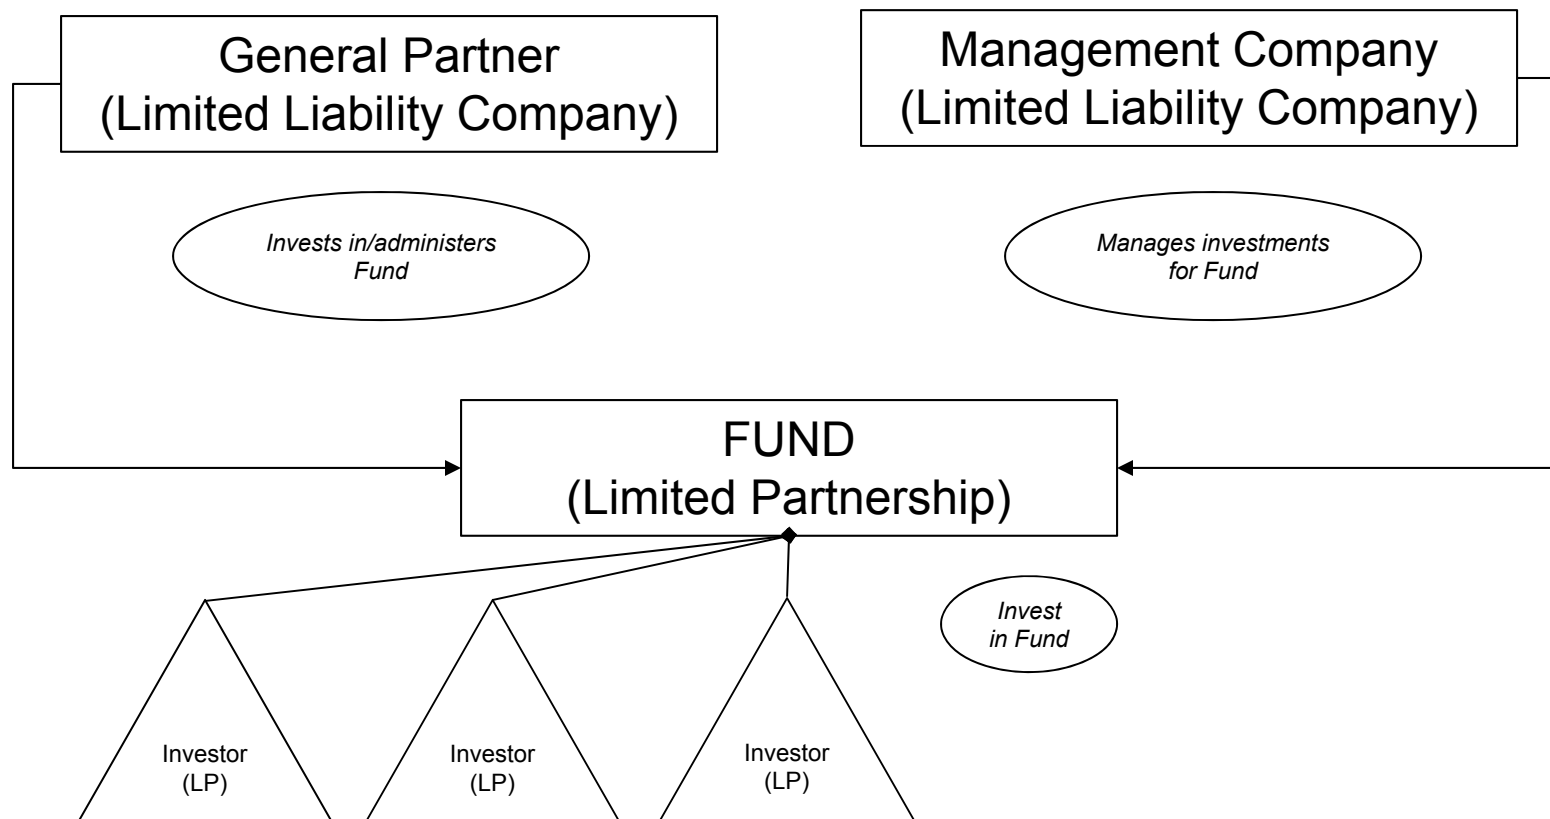 General Partner
(Limited Liability Company)
Management Company
(Limited Liability Company)
Invests in/administers
Fund
Manages investments
for Fund
FUND
(Limited Partnership)
Invest
in Fund
Investor
(LP)
Investor
(LP)
Investor
(LP)